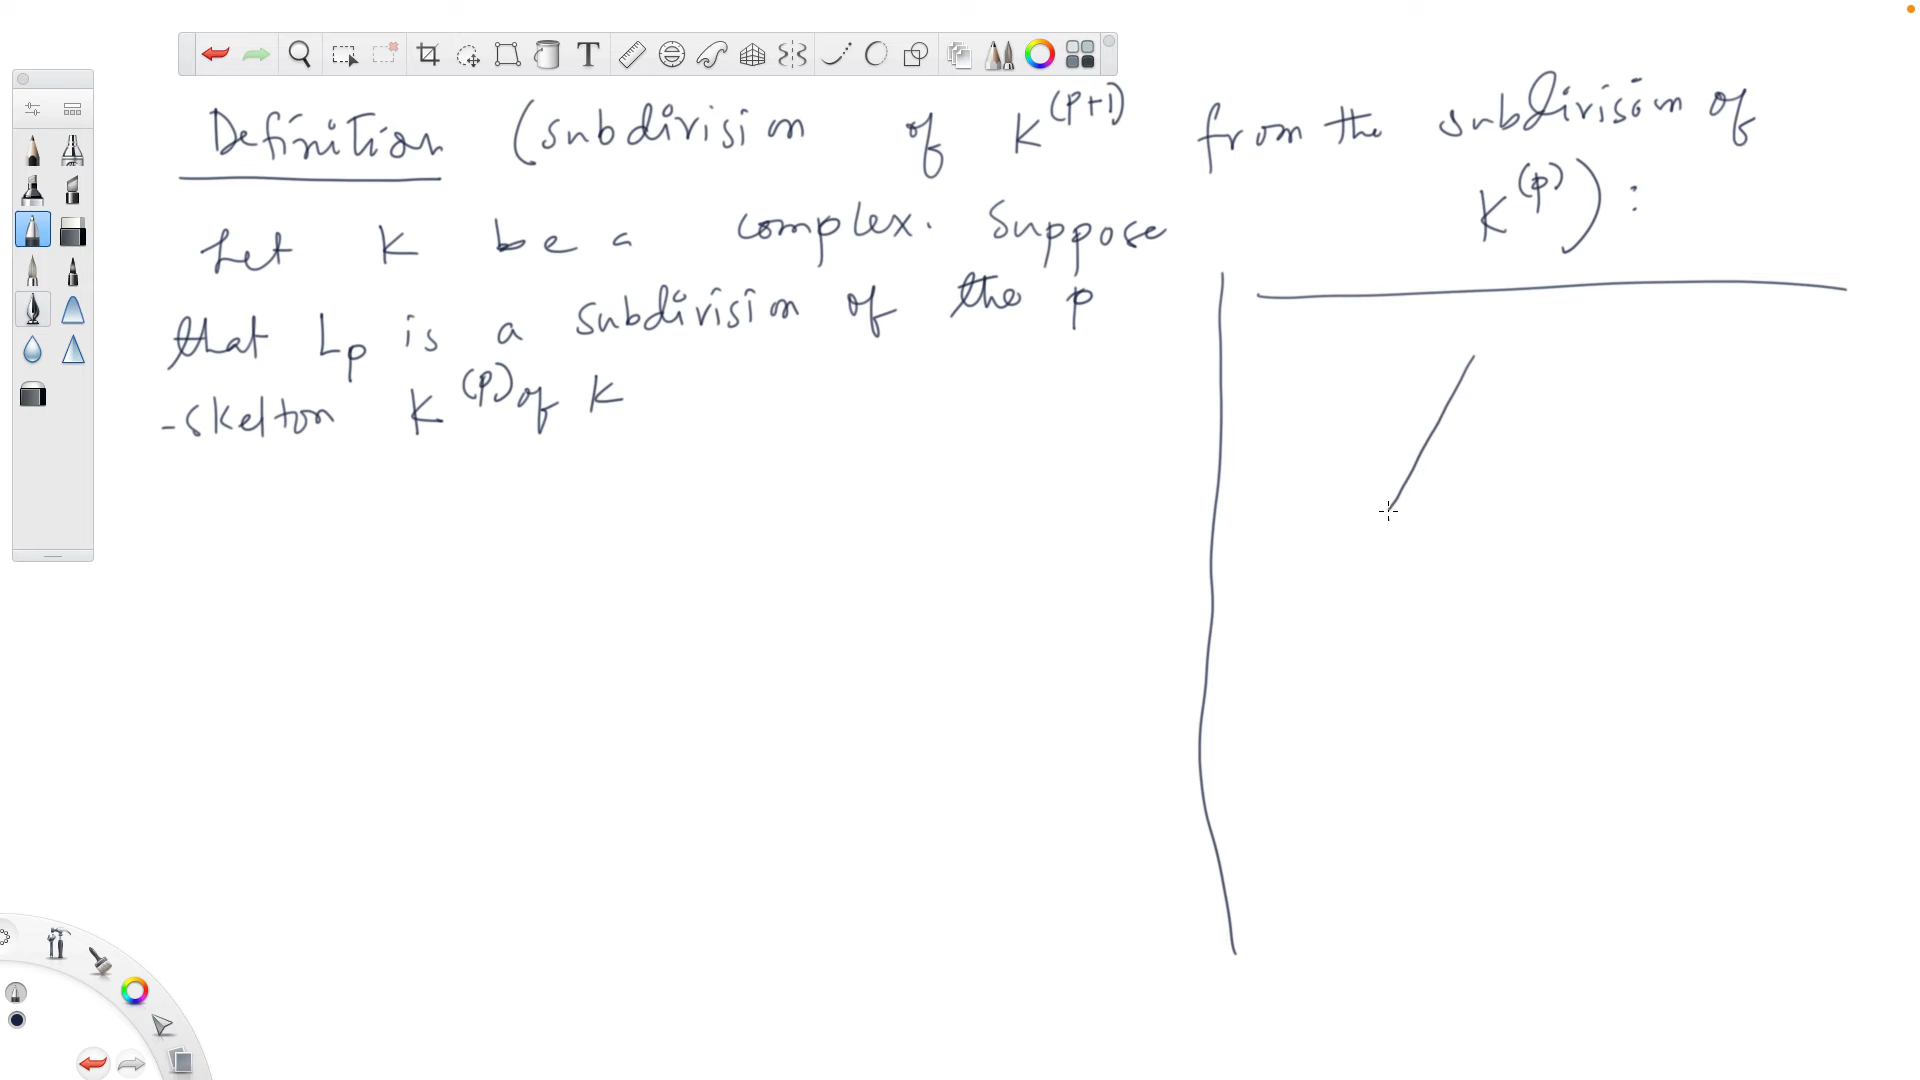 Definition (subdivision of K^(P+1) from the subdivision of
K^(p)) :
Let K be a complex. Suppose
that Lp is a subdivision of the p
-skelton K^(p) of K